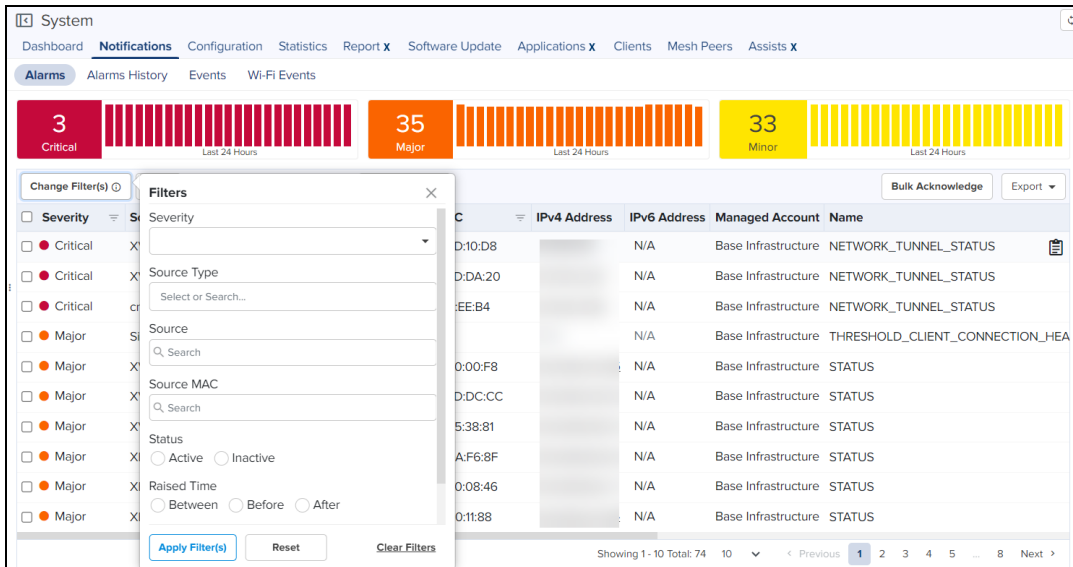 System
Dashboard Notifications Configuration Statistics Report X Software Update Applications X Clients Mesh Peers Assists X
Alarms Alarms History Events Wi-Fi Events
3
Critical
Last 24 Hours
35
Major
Last 24 Hours
33
Minor
Last 24 Hours
Change Filter(s)
Bulk Acknowledge Export
Severity IPv4 Address IPv6 Address Managed Account Name
Critical D:10:D8 N/A Base Infrastructure NETWORK_TUNNEL_STATUS
Critical D:DA:20 N/A Base Infrastructure NETWORK_TUNNEL_STATUS
Critical :EE:B4 N/A Base Infrastructure NETWORK_TUNNEL_STATUS
Major N/A Base Infrastructure THRESHOLD_CLIENT_CONNECTION_HEA
Major 0:00:F8 N/A Base Infrastructure STATUS
Major D:DC:CC N/A Base Infrastructure STATUS
Major 5:38:81 N/A Base Infrastructure STATUS
Major A:F6:8F N/A Base Infrastructure STATUS
Major 0:08:46 N/A Base Infrastructure STATUS
Major 0:11:88 N/A Base Infrastructure STATUS
Filters
Severity
Source Type
Select or Search...
Source
Search
Source MAC
Search
Status
Active Inactive
Raised Time
Between Before After
Apply Filter(s) Reset Clear Filters
Showing 1 - 10 Total: 74 10 < Previous 1 2 3 4 5 ... 8 Next >